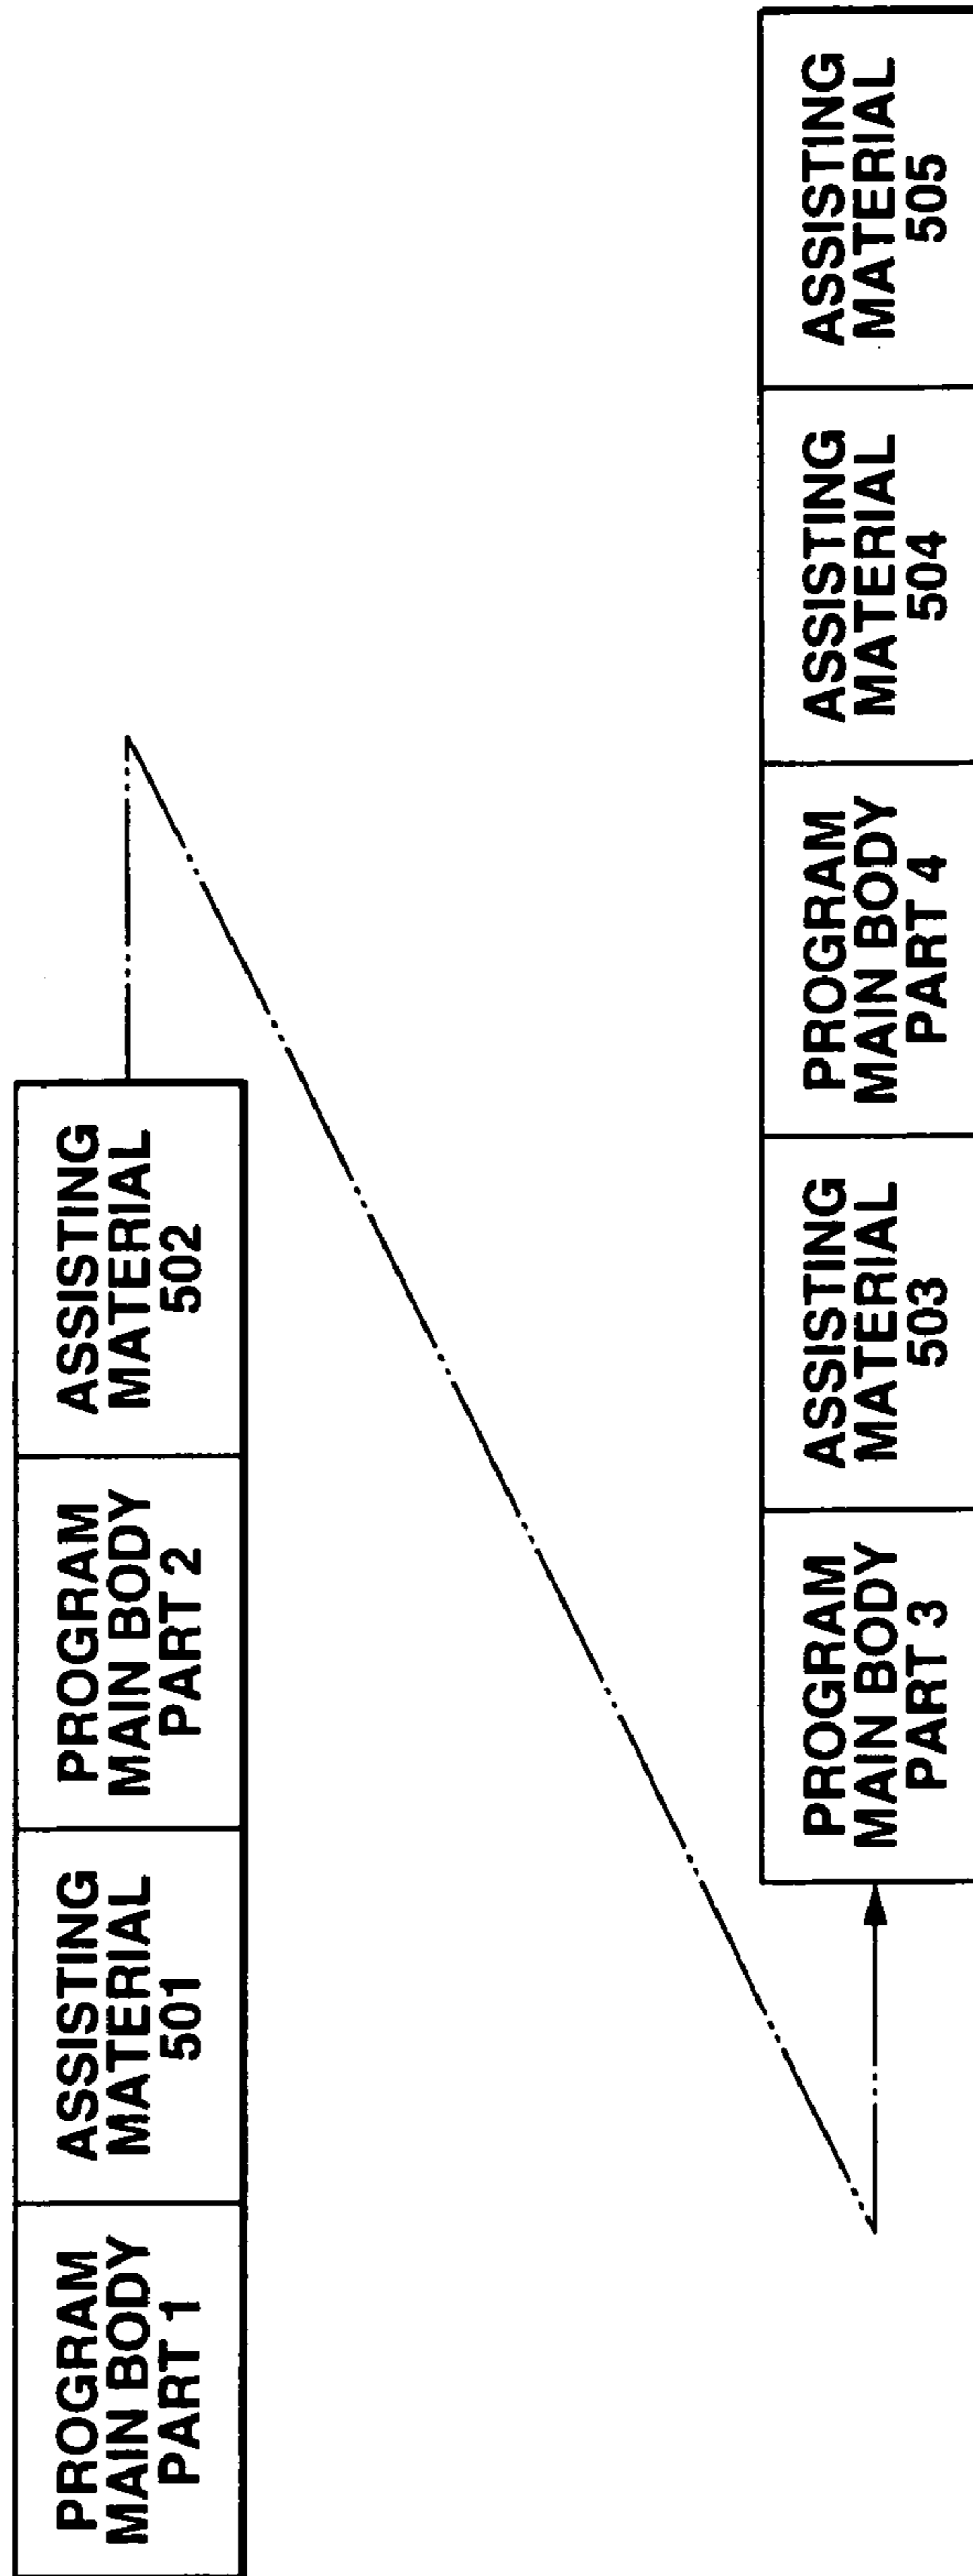 PROGRAM
MAIN BODY
PART 1
ASSISTING
MATERIAL
501
PROGRAM
MAIN BODY
PART 2
ASSISTING
MATERIAL
502
PROGRAM
MAIN BODY
PART 3
ASSISTING
MATERIAL
503
PROGRAM
MAIN BODY
PART 4
ASSISTING
MATERIAL
504
ASSISTING
MATERIAL
505